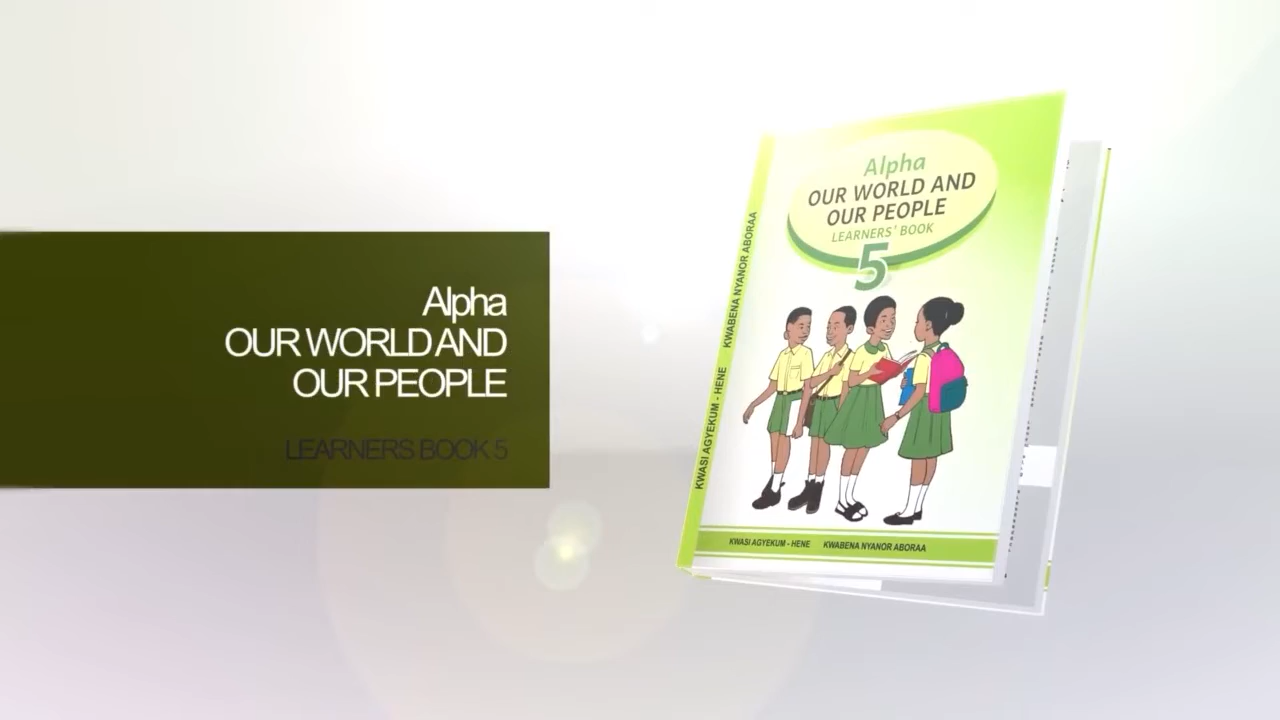 Alpha
OUR WORLD AND
OUR PEOPLE
LEARNERS BOOK 5
Alpha
OUR WORLD AND
OUR PEOPLE
LEARNERS' BOOK
5
KWASI AGYEKUM - HENE KWABENA NYANOR ABORAA
KWASI AGYEKUM - HENE KWABENA NYANOR ABORAA